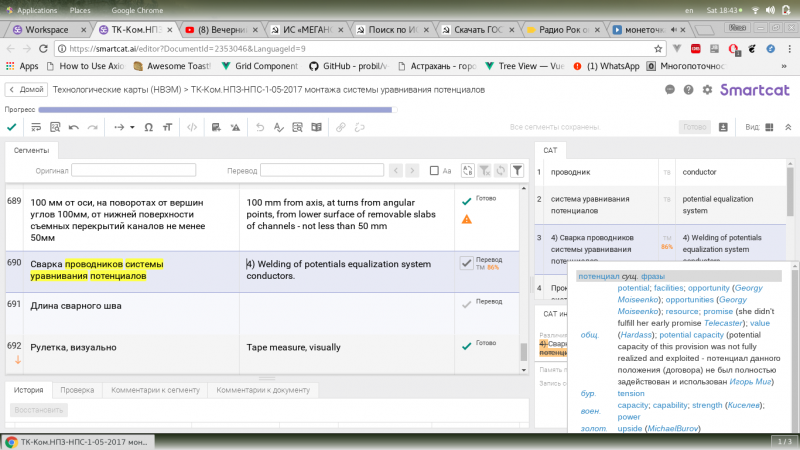 Applications Places Google Chrome en Sat 18:43
Workspace
ТК-Ком.НПЗ
(8) Вечерни
ИС «МЕГАН
Поиск по И
Скачать ГОС
Радио Рок о
монеточк
https://smartcat.ai/editor?DocumentId=2353046&LanguageId=9
Apps How to Use Axio Awesome Toast Grid Component GitHub - probil/v- Астрахань - горо Tree View — Vue. (1) WhatsApp Многопоточнос
Домой Технологические карты (НВЭМ) > ТК-Ком.НПЗ-НПС-1-05-2017 монтажа системы уравнивания потенциалов
Smartcat
Прогресс
Все сегменты сохранены Готово Вид:
Сегменты
Оригинал Перевод Aa
689 100 мм от оси, на поворотах от вершин
углов 100мм, от нижней поверхности
съемных перекрытий каналов не менее
50мм
100 mm from axis, at turns from angular
points, from lower surface of removable slabs
of channels - not less than 50 mm
Готово
690 Сварка проводников системы
уравнивания потенциалов
4) Welding of potentials equalization system
conductors.
Перевод
TM 86%
691 Длина сварного шва
Перевод
692 Рулетка, визуально
Tape measure, visually
Готово
История Проверка Комментарии к сегменту Комментарии к документу
Восстановить
CAT
1 проводник TB conductor
2 система уравнивания
потенциалов
TB
potential equalization
system
3 4) Сварка проводников
системы уравнивания
потенциалов
TM
86%
4) Welding of potentials
equalization system
conductors.
4
CAT
Различия
4) Свар
потенц
Память п
Запись с
потенциал сущ. фразы
potential; facilities; opportunity (Georgy
Moiseenko); opportunities (Georgy
Moiseenko); resource; promise (she didn't
fulfill her early promise Telecaster); value
(Hardass); potential capacity (potential
общ.
capacity of this provision was not fully
realized and exploited - потенциал данного
положения (договора) не был полностью
задействован и использован Игорь Миг)
бур. tension
воен. capacity; capability; strength (Киселев);
power
золот. upside (MichaelBurov)
ТК-Ком.НПЗ-НПС-1-05-2017 мон... 1 / 3